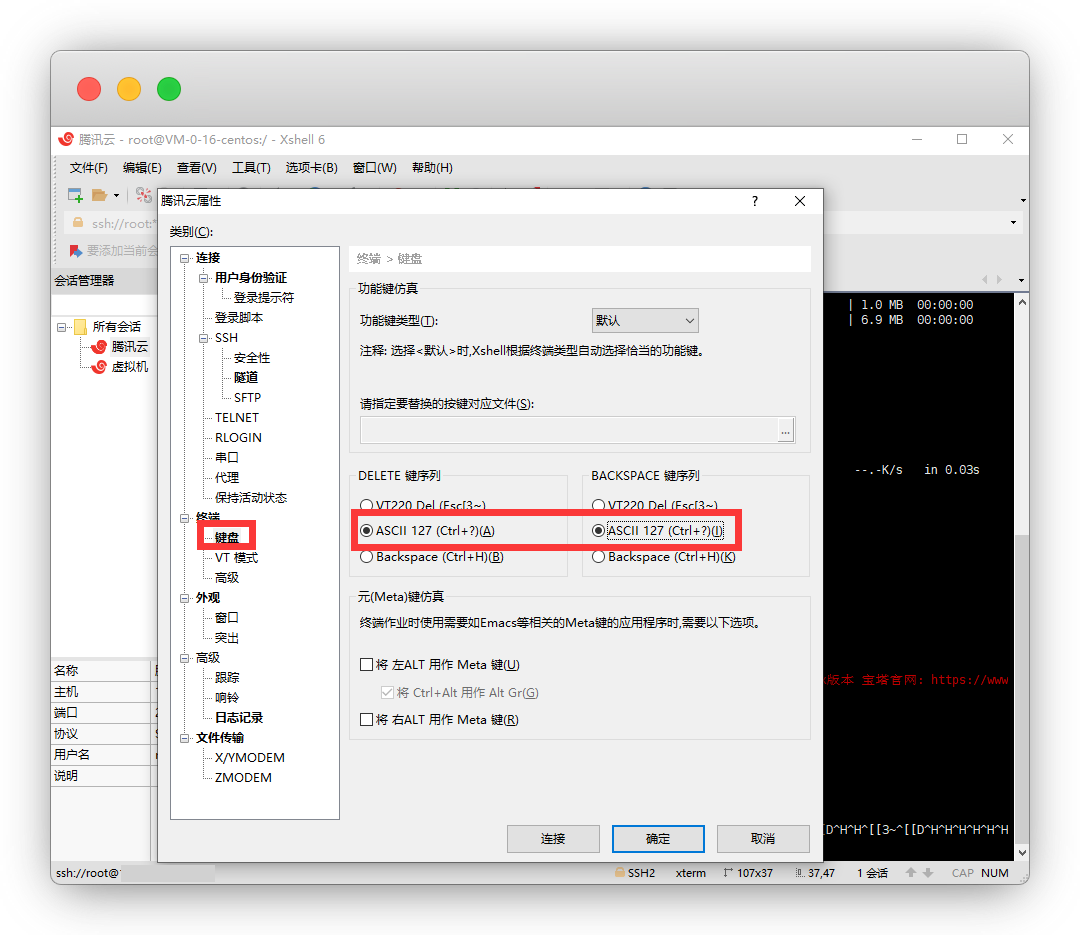 腾讯云 - root@VM-0-16-centos:/ - Xshell 6
文件(F) 编辑(E) 查看(V) 工具(T) 选项卡(B) 窗口(W) 帮助(H)
腾讯云属性
?
ssh://root:*
类别(C):
要添加当前会
会话管理器
所有会话
腾讯云
虚拟机
名称
主机
端口
协议
用户名
说明
连接
用户身份验证
登录提示符
登录脚本
SSH
安全性
隧道
SFTP
TELNET
RLOGIN
串口
代理
保持活动状态
终端
键盘
VT 模式
高级
外观
窗口
突出
高级
跟踪
响铃
日志记录
文件传输
X/YMODEM
ZMODEM
终端 > 键盘
功能键仿真
功能键类型(T):
默认
注释: 选择<默认>时,Xshell根据终端类型自动选择恰当的功能键。
请指定要替换的按键对应文件(S):
...
DELETE 键序列
VT220 Del (Esc[3~)
ASCII 127 (Ctrl+?)(A)
Backspace (Ctrl+H)(B)
BACKSPACE 键序列
VT220 Del (Esc[3~)
ASCII 127 (Ctrl+?)(I)
Backspace (Ctrl+H)(K)
元(Meta)键仿真
终端作业时使用需要如Emacs等相关的Meta键的应用程序时,需要以下选项。
将 左ALT 用作 Meta 键(U)
将 Ctrl+Alt 用作 Alt Gr(G)
将 右ALT 用作 Meta 键(R)
连接
确定
取消
| 1.0 MB 00:00:00
| 6.9 MB 00:00:00
--.-K/s in 0.03s
版本 宝塔官网: https://www
[D^H^H^[[3~^[[D^H^H^H^H^H^H
ssh://root@
SSH2
xterm
107x37
37,47
1 会话
CAP
NUM